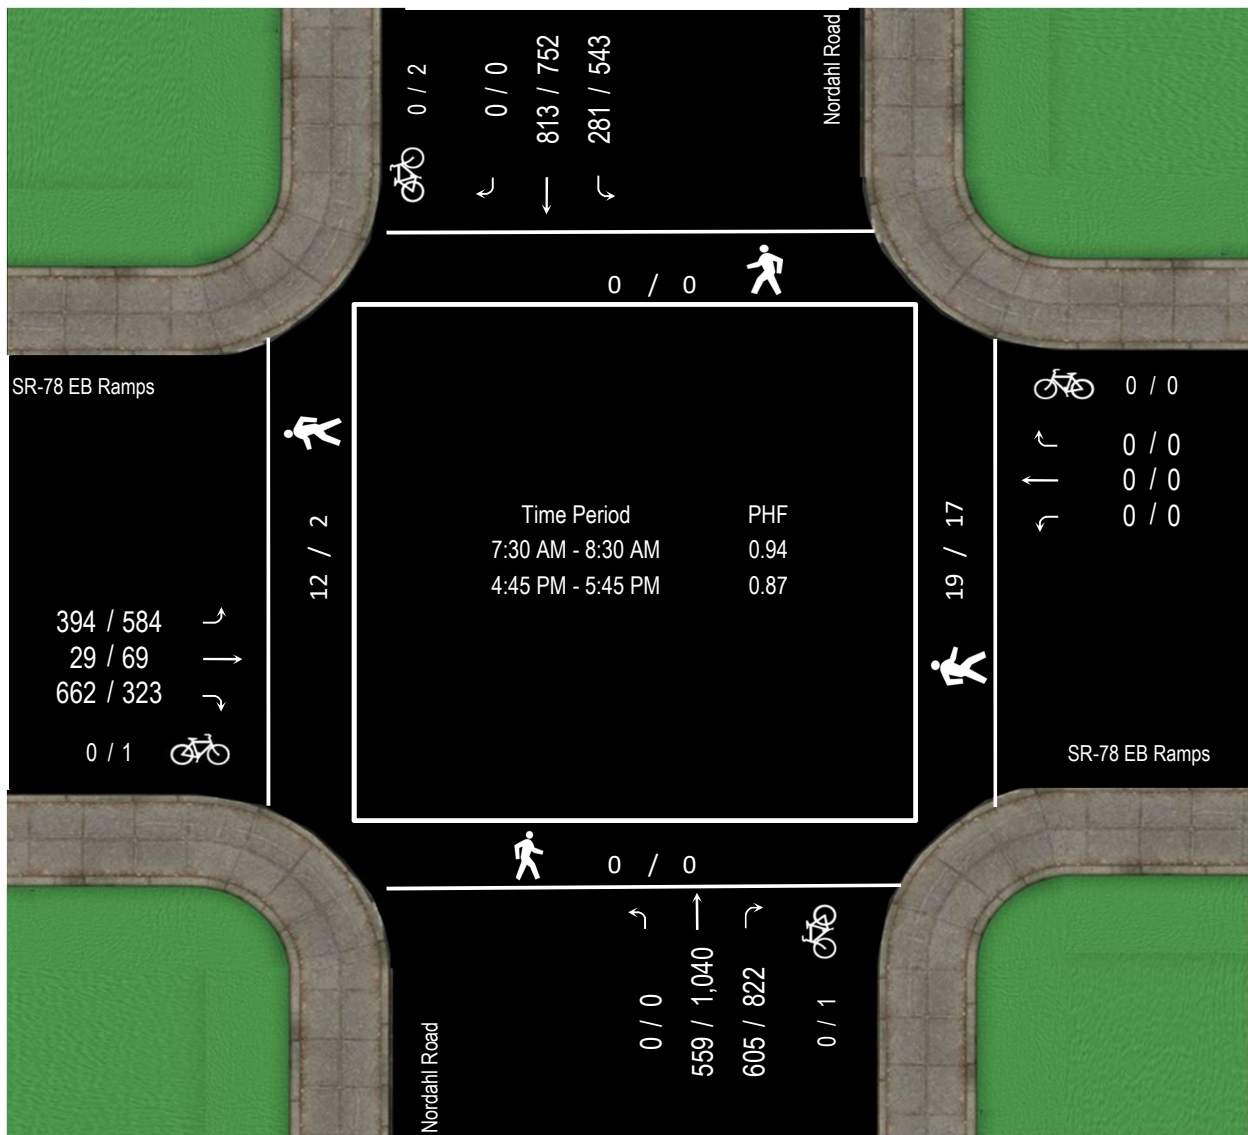 0 / 2
0 / 0
813 / 752
281 / 543
Nordahl Road
0 / 0
SR-78 EB Ramps
0 / 0
0 / 0
0 / 0
0 / 0
12 / 2
Time Period PHF
7:30 AM - 8:30 AM 0.94
4:45 PM - 5:45 PM 0.87
19 / 17
394 / 584
29 / 69
662 / 323
0 / 1
SR-78 EB Ramps
0 / 0
Nordahl Road
0 / 0
559 / 1,040
605 / 822
0 / 1